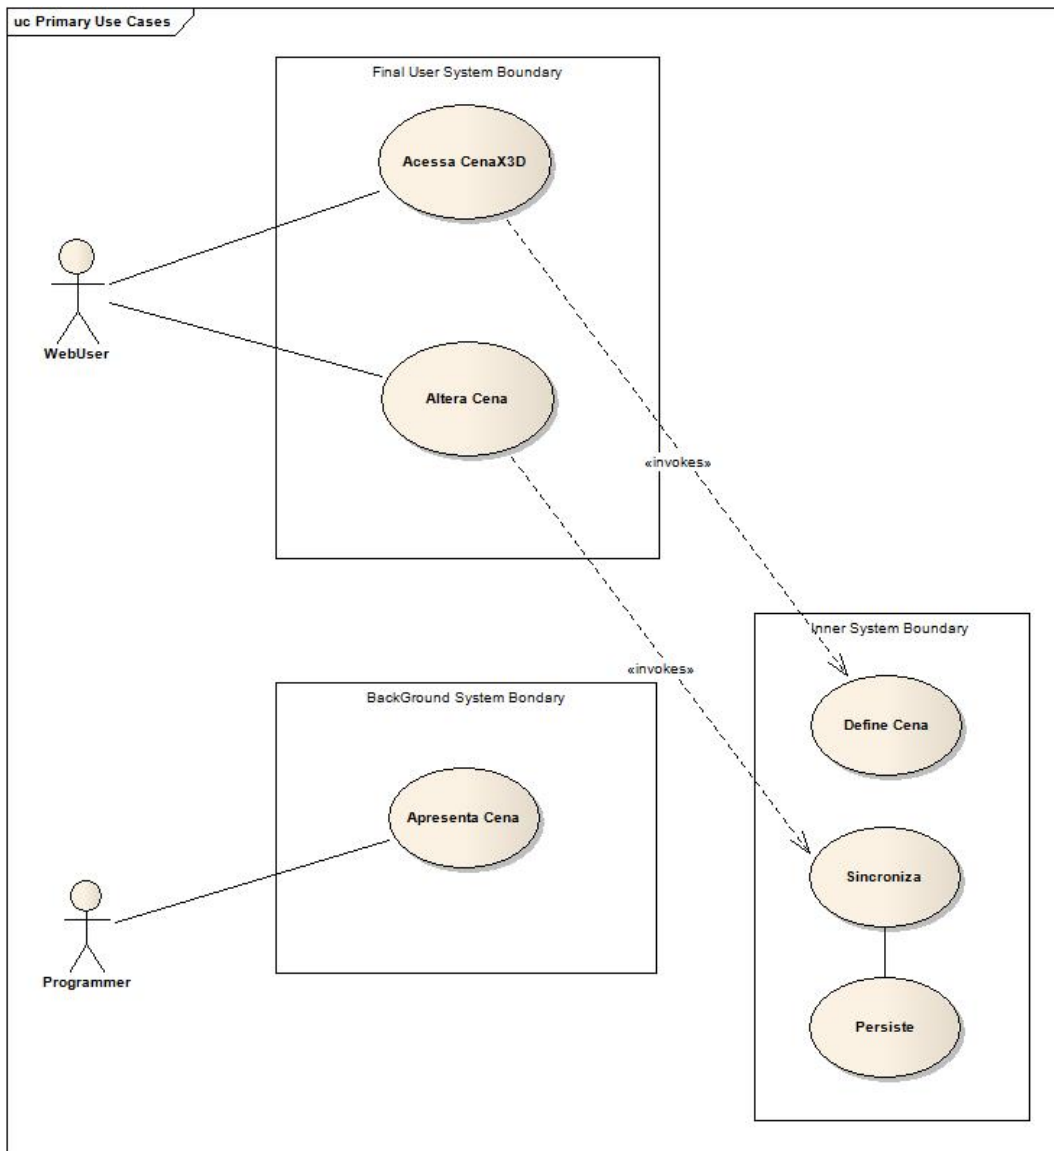 uc Primary Use Cases
Final User System Boundary
Acessa CenaX3D
WebUser
Altera Cena
«invokes»
Inner System Boundary
«invokes»
BackGround System Bondary
Define Cena
Apresenta Cena
Sincroniza
Programmer
Persiste